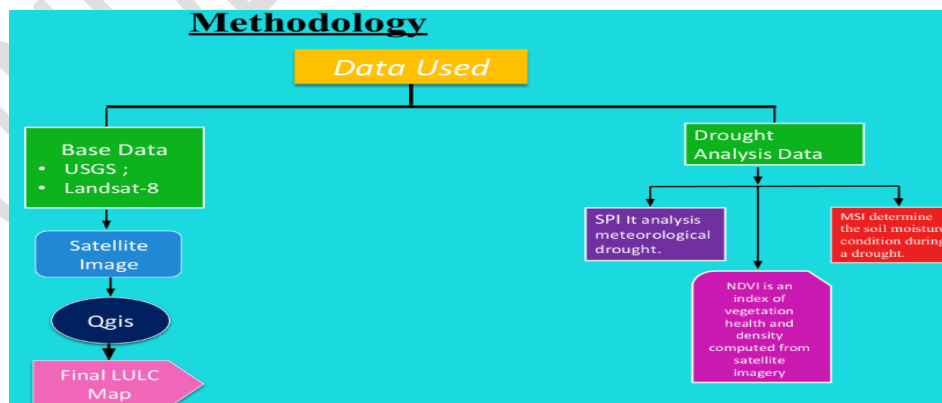 Methodology
Data Used
Base Data
• USGS ;
• Landsat-8
Satellite
Image
Qgis
Final LULC
Map
Drought
Analysis Data
SPI It analysis
meteorological
drought.
NDVI is an
index of
vegetation
health and
density
computed from
satellite
imagery
MSI determine
the soil moisture
condition during
a drought.